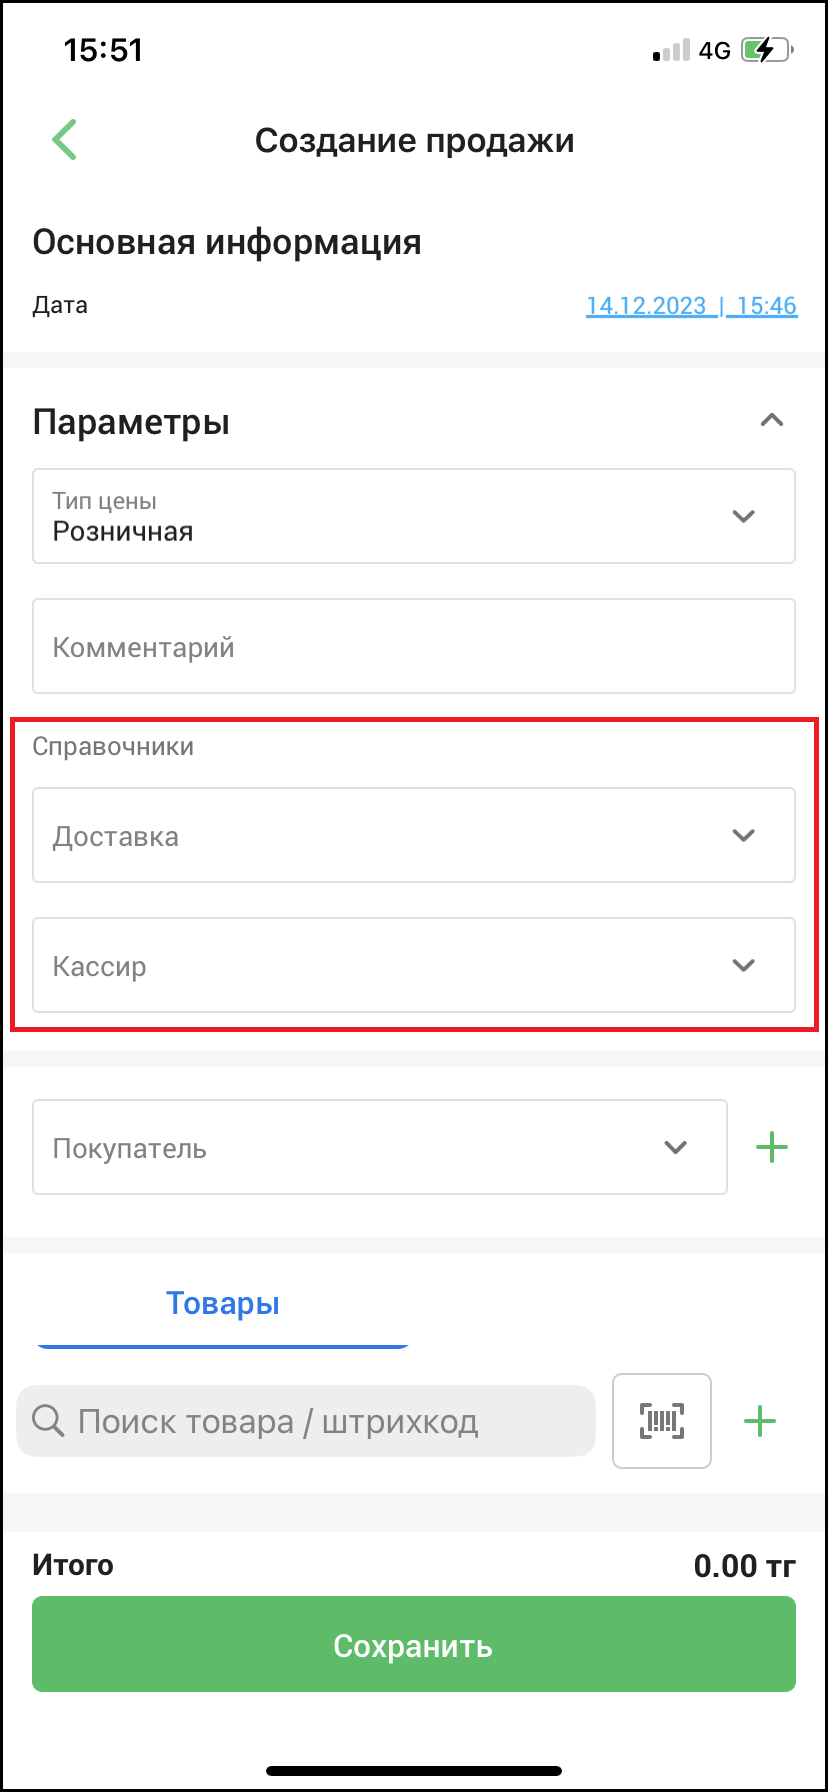 15:51
4G
Создание продажи
Основная информация
Дата
14.12.2023 | 15:46
Параметры
Тип цены
Розничная
Комментарий
Справочники
Доставка
Кассир
Покупатель
Товары
Поиск товара / штрихкод
Итого
0.00 тг
Сохранить